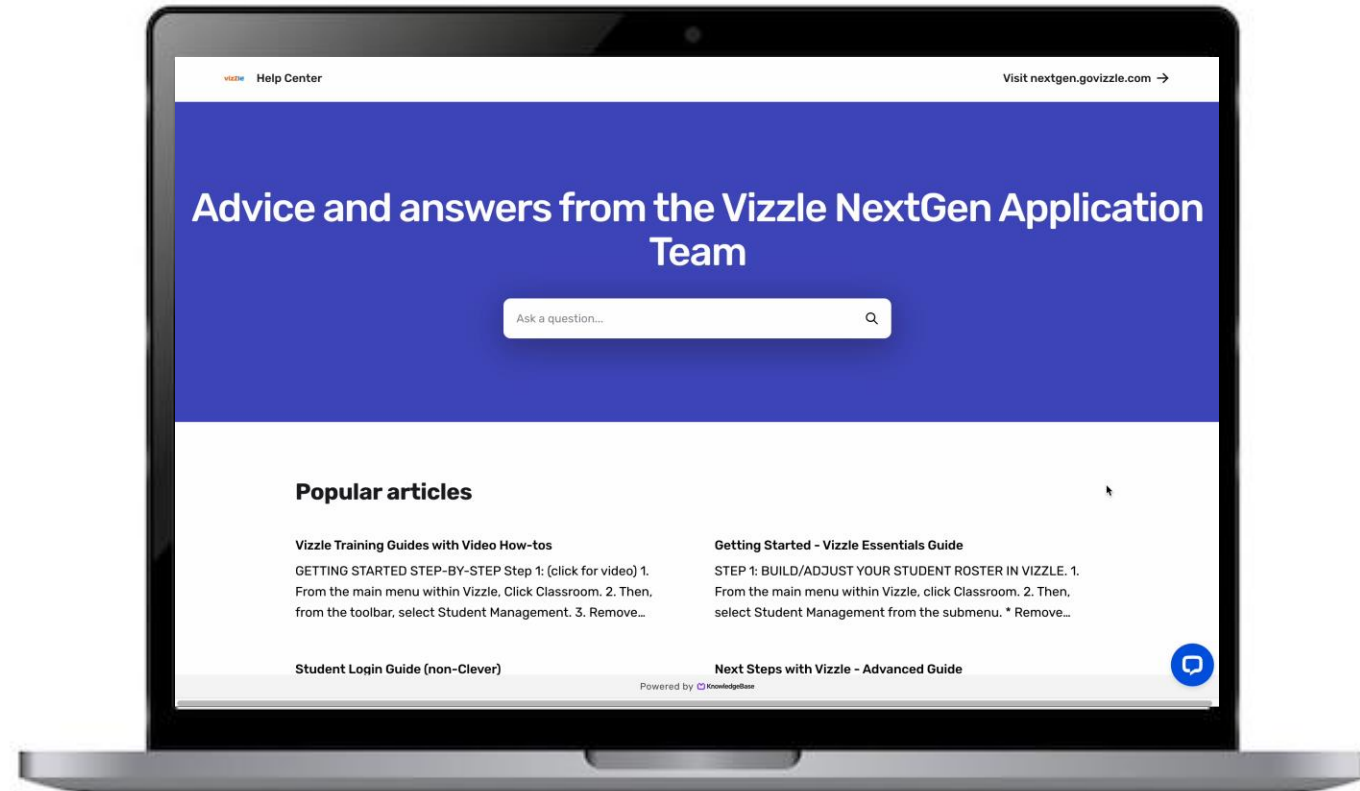 vizzle Help Center
Visit nextgen.govizzle.com →
Advice and answers from the Vizzle NextGen Application
Team
Ask a question...
Popular articles
Vizzle Training Guides with Video How-tos
GETTING STARTED STEP-BY-STEP Step 1: (click for video) 1.
From the main menu within Vizzle, Click Classroom. 2. Then,
from the toolbar, select Student Management. 3. Remove...
Getting Started - Vizzle Essentials Guide
STEP 1: BUILD/ADJUST YOUR STUDENT ROSTER IN VIZZLE. 1.
From the main menu within Vizzle, click Classroom. 2. Then,
select Student Management from the submenu. * Remove...
Student Login Guide (non-Clever)
Next Steps with Vizzle - Advanced Guide
Powered by KnowledgeBase